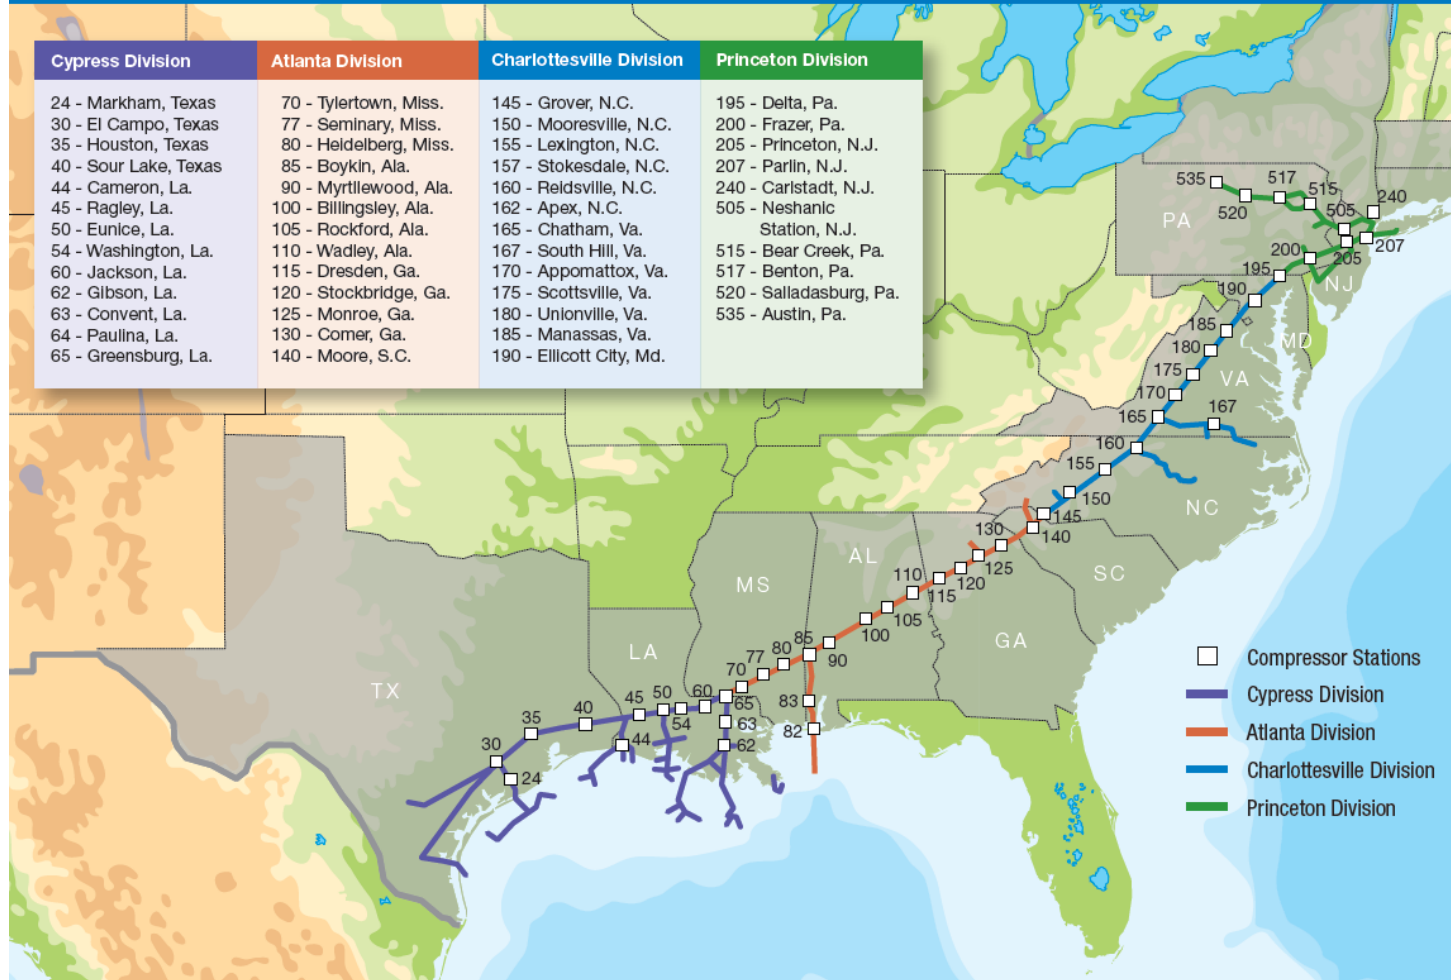 Cypress Division
24 - Markham, Texas
30 - El Campo, Texas
35 - Houston, Texas
40 - Sour Lake, Texas
44 - Cameron, La.
45 - Ragley, La.
50 - Eunice, La.
54 - Washington, La.
60 - Jackson, La.
62 - Gibson, La.
63 - Convent, La.
64 - Paulina, La.
65 - Greensburg, La.
Atlanta Division
70 - Tylertown, Miss.
77 - Seminary, Miss.
80 - Heidelberg, Miss.
85 - Boykin, Ala.
90 - Myrtllewood, Ala.
100 - Billingsley, Ala.
105 - Rockford, Ala.
110 - Wadley, Ala.
115 - Dresden, Ga.
120 - Stockbridge, Ga.
125 - Monroe, Ga.
130 - Comer, Ga.
140 - Moore, S.C.
Charlottesville Division
145 - Grover, N.C.
150 - Mooresville, N.C.
155 - Lexington, N.C.
157 - Stokesdale, N.C.
160 - Reidsville, N.C.
162 - Apex, N.C.
165 - Chatham, Va.
167 - South Hill, Va.
170 - Appomattox, Va.
175 - Scottsville, Va.
180 - Unionville, Va.
185 - Manassas, Va.
190 - Ellicott City, Md.
Princeton Division
195 - Delta, Pa.
200 - Frazer, Pa.
205 - Princeton, N.J.
207 - Parlin, N.J.
240 - Carlstadt, N.J.
505 - Neshanic
Station, N.J.
515 - Bear Creek, Pa.
517 - Benton, Pa.
520 - Salladasburg, Pa.
535 - Austin, Pa.
535
517
515
240
520
505
PA
207
200
205
195
NJ
190
185
MD
180
175
VA
170
167
165
160
155
150
NC
145
130
140
AL
125
SC
110
120
MS
115
105
100
GA
85
90
LA
80
77
70
TX
60
65
50
45
54
83
40
63
35
82
44
62
30
24
Compressor Stations
Cypress Division
Atlanta Division
Charlottesville Division
Princeton Division